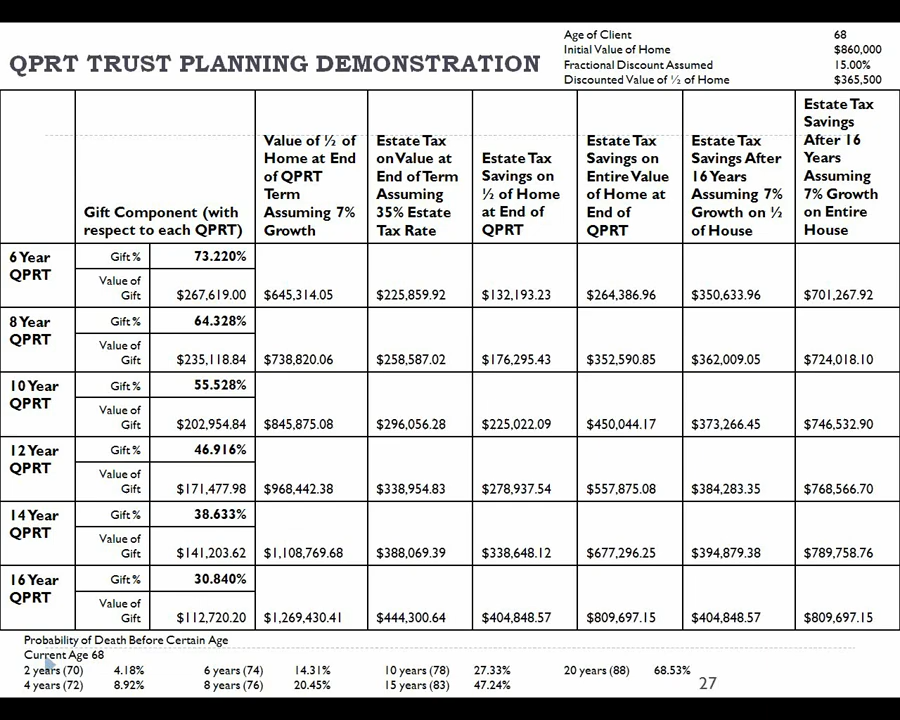 QPRT TRUST PLANNING DEMONSTRATION
Age of Client 68
Initial Value of Home $860,000
Fractional Discount Assumed 15.00%
Discounted Value of ½ of Home $365,500
Gift Component (with
respect to each QPRT)
Value of ½ of
Home at End
of QPRT
Term
Assuming 7%
Growth
Estate Tax
on Value at
End of Term
Assuming
35% Estate
Tax Rate
Estate Tax
Savings on
½ of Home
at End of
QPRT
Estate Tax
Savings on
Entire Value
of Home at
End of
QPRT
Estate Tax
Savings After
16 Years
Assuming 7%
Growth on ½
of House
Estate Tax
Savings
After 16
Years
Assuming
7% Growth
on Entire
House
6 Year
QPRT
Gift % 73.220%
Value of
Gift $267,619.00 $645,314.05 $225,859.92 $132,193.23 $264,386.96 $350,633.96 $701,267.92
8 Year
QPRT
Gift % 64.328%
Value of
Gift $235,118.84 $738,820.06 $258,587.02 $176,295.43 $352,590.85 $362,009.05 $724,018.10
10 Year
QPRT
Gift % 55.528%
Value of
Gift $202,954.84 $845,875.08 $296,056.28 $225,022.09 $450,044.17 $373,266.45 $746,532.90
12 Year
QPRT
Gift % 46.916%
Value of
Gift $171,477.98 $968,442.38 $338,954.83 $278,937.54 $557,875.08 $384,283.35 $768,566.70
14 Year
QPRT
Gift % 38.633%
Value of
Gift $141,203.62 $1,108,769.68 $388,069.39 $338,648.12 $677,296.25 $394,879.38 $789,758.76
16 Year
QPRT
Gift % 30.840%
Value of
Gift $112,720.20 $1,269,430.41 $444,300.64 $404,848.57 $809,697.15 $404,848.57 $809,697.15
Probability of Death Before Certain Age
Current Age 68
2 years (70) 4.18% 6 years (74) 14.31% 10 years (78) 27.33% 20 years (88) 68.53%
4 years (72) 8.92% 8 years (76) 20.45% 15 years (83) 47.24%
27